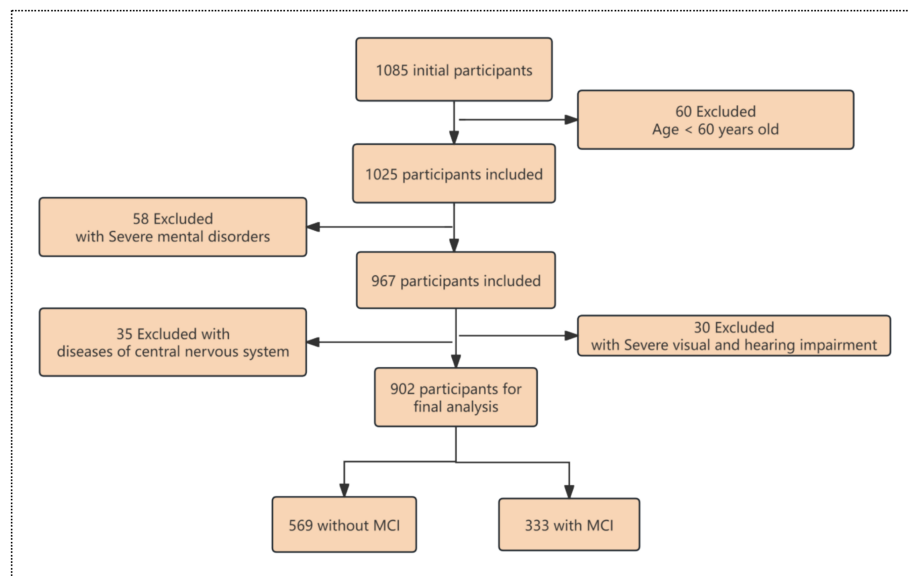 1085 initial participants
60 Excluded
Age < 60 years old
1025 participants included
58 Excluded
with Severe mental disorders
967 participants included
35 Excluded with
diseases of central nervous system
30 Excluded
with Severe visual and hearing impairment
902 participants for
final analysis
569 without MCI
333 with MCI